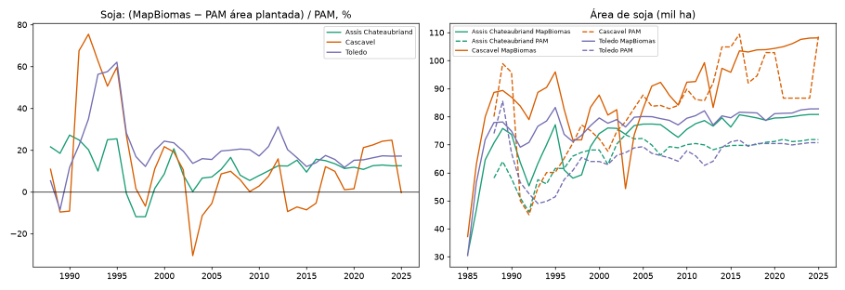 Soja: (MapBiomas − PAM área plantada) / PAM, %
80
60
40
20
0
−20
Assis Chateaubriand
Cascavel
Toledo
1990
1995
2000
2005
2010
2015
2020
2025
Área de soja (mil ha)
110
100
90
80
70
60
50
40
30
Assis Chateaubriand MapBiomas
Assis Chateaubriand PAM
Cascavel MapBiomas
Cascavel PAM
Toledo MapBiomas
Toledo PAM
1985
1990
1995
2000
2005
2010
2015
2020
2025